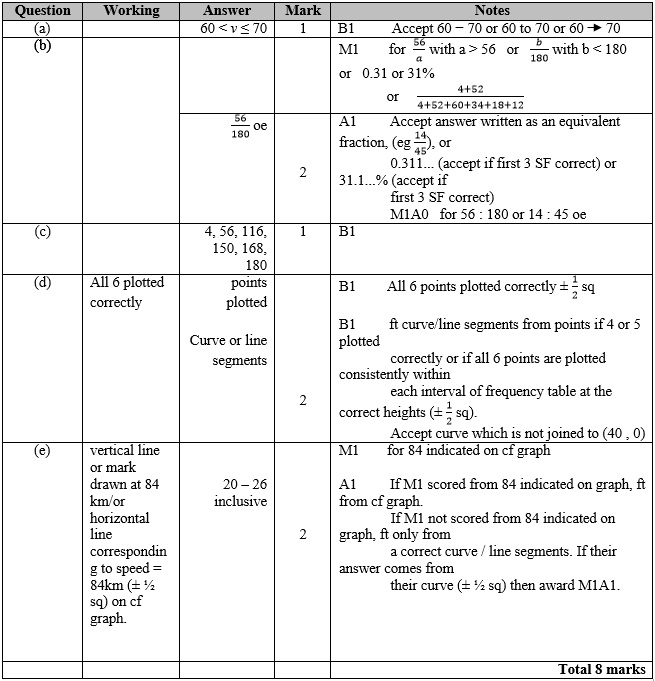 Question Working Answer Mark Notes
(a) 60 < v ≤ 70 1 B1 Accept 60 – 70 or 60 to 70 or 60 → 70
(b) M1 for 56/a with a > 56 or b/180 with b < 180
or 0.31 or 31%
or (4+52)/(4+52+60+34+18+12)
56/180 oe 2 A1 Accept answer written as an equivalent
fraction, (eg 14/45), or
0.311... (accept if first 3 SF correct) or
31.1...% (accept if
first 3 SF correct)
M1A0 for 56 : 180 or 14 : 45 oe
(c) 4, 56, 116, 1 B1
150, 168,
180
(d) All 6 plotted
correctly
points
plotted
Curve or line
segments
2
B1 All 6 points plotted correctly ± 1/2 sq
B1 ft curve/line segments from points if 4 or 5
plotted
correctly or if all 6 points are plotted
consistently within
each interval of frequency table at the
correct heights (± 1/2 sq).
Accept curve which is not joined to (40 , 0)
(e) vertical line
or mark
drawn at 84
km/or
horizontal
line
correspondin
g to speed =
84km (± ½
sq) on cf
graph.
20 – 26
inclusive
2
M1 for 84 indicated on cf graph
A1 If M1 scored from 84 indicated on graph, ft
from cf graph.
If M1 not scored from 84 indicated on
graph, ft only from
a correct curve / line segments. If their
answer comes from
their curve (± ½ sq) then award M1A1.
Total 8 marks